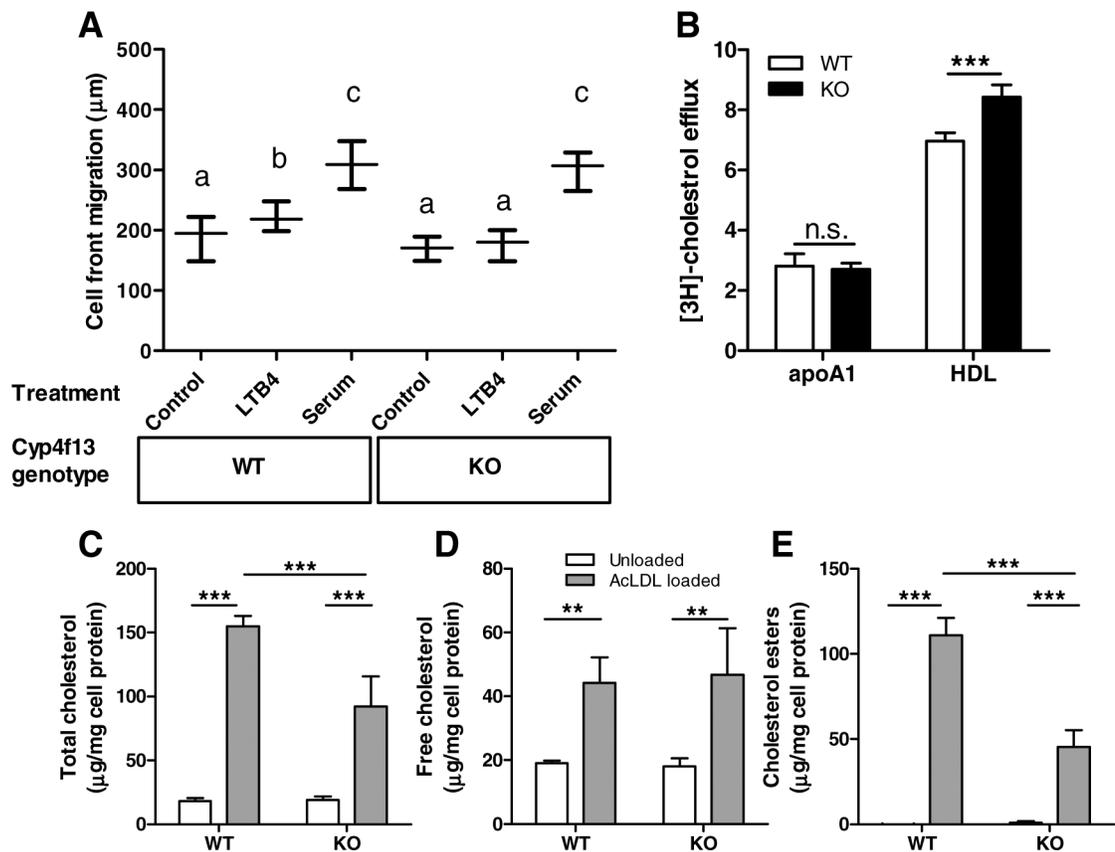 A
Cell front migration (μm)
500
400
300
200
100
0
a
b
c
a
a
c
Treatment
Control
LTB4
Serum
Control
LTB4
Serum
Cyp4f13
genotype
WT
KO
B
[3H]-cholestrol efflux
10
8
6
4
2
0
WT
KO
n.s.
***
apoA1
HDL
C
Total cholesterol
(μg/mg cell protein)
200
150
100
50
0
***
***
***
WT
KO
D
Free cholesterol
(μg/mg cell protein)
80
60
40
20
0
Unloaded
AcLDL loaded
**
**
WT
KO
E
Cholesterol esters
(μg/mg cell protein)
150
100
50
0
***
***
***
WT
KO